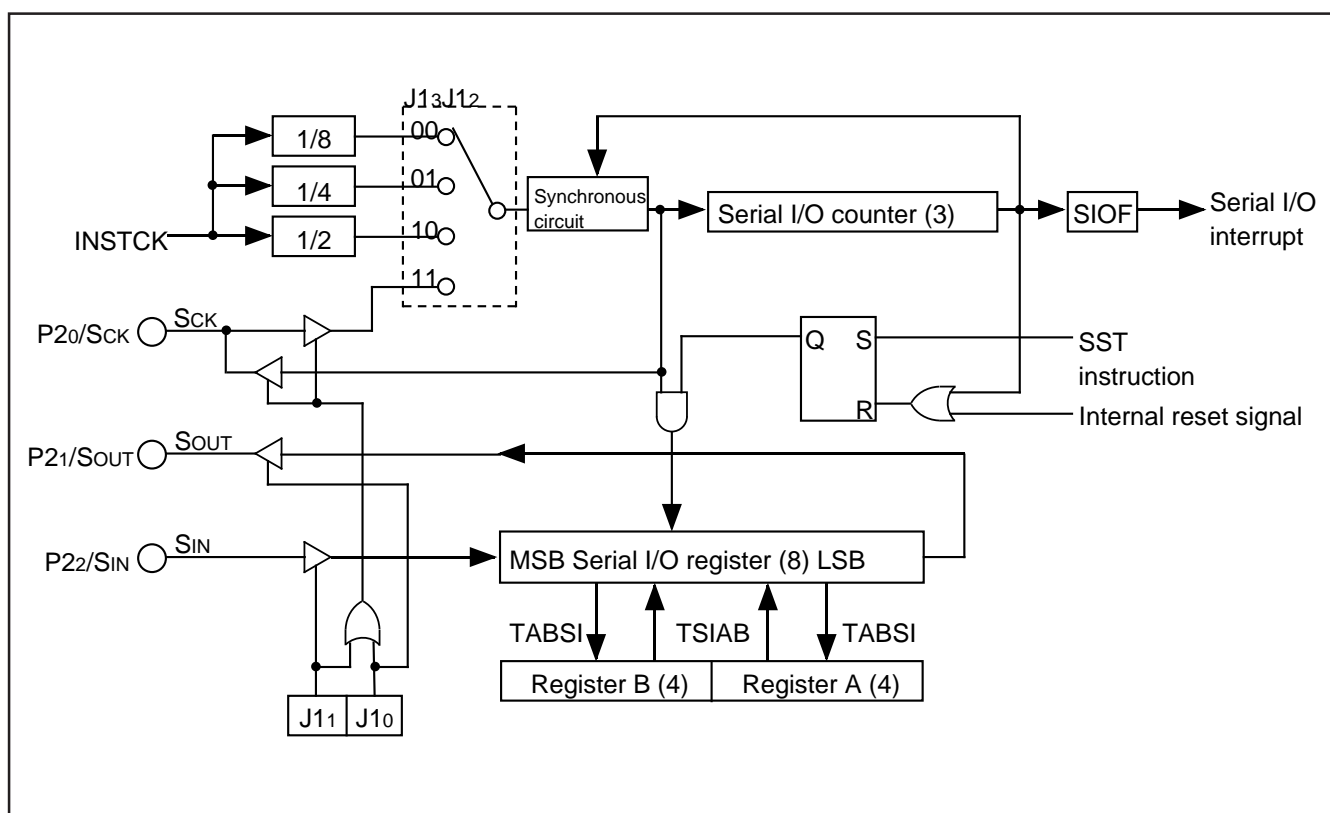 J13J12
00
01
10
11
1/8
1/4
1/2
INSTCK
Synchronous
circuit
Serial I/O counter (3)
SIOF
Serial I/O
interrupt
P20/SCK
SCK
Q
S
R
SST
instruction
Internal reset signal
P21/SOUT
SOUT
P22/SIN
SIN
MSB Serial I/O register (8) LSB
TABSI
TSIAB
TABSI
Register B (4)
Register A (4)
J11
J10